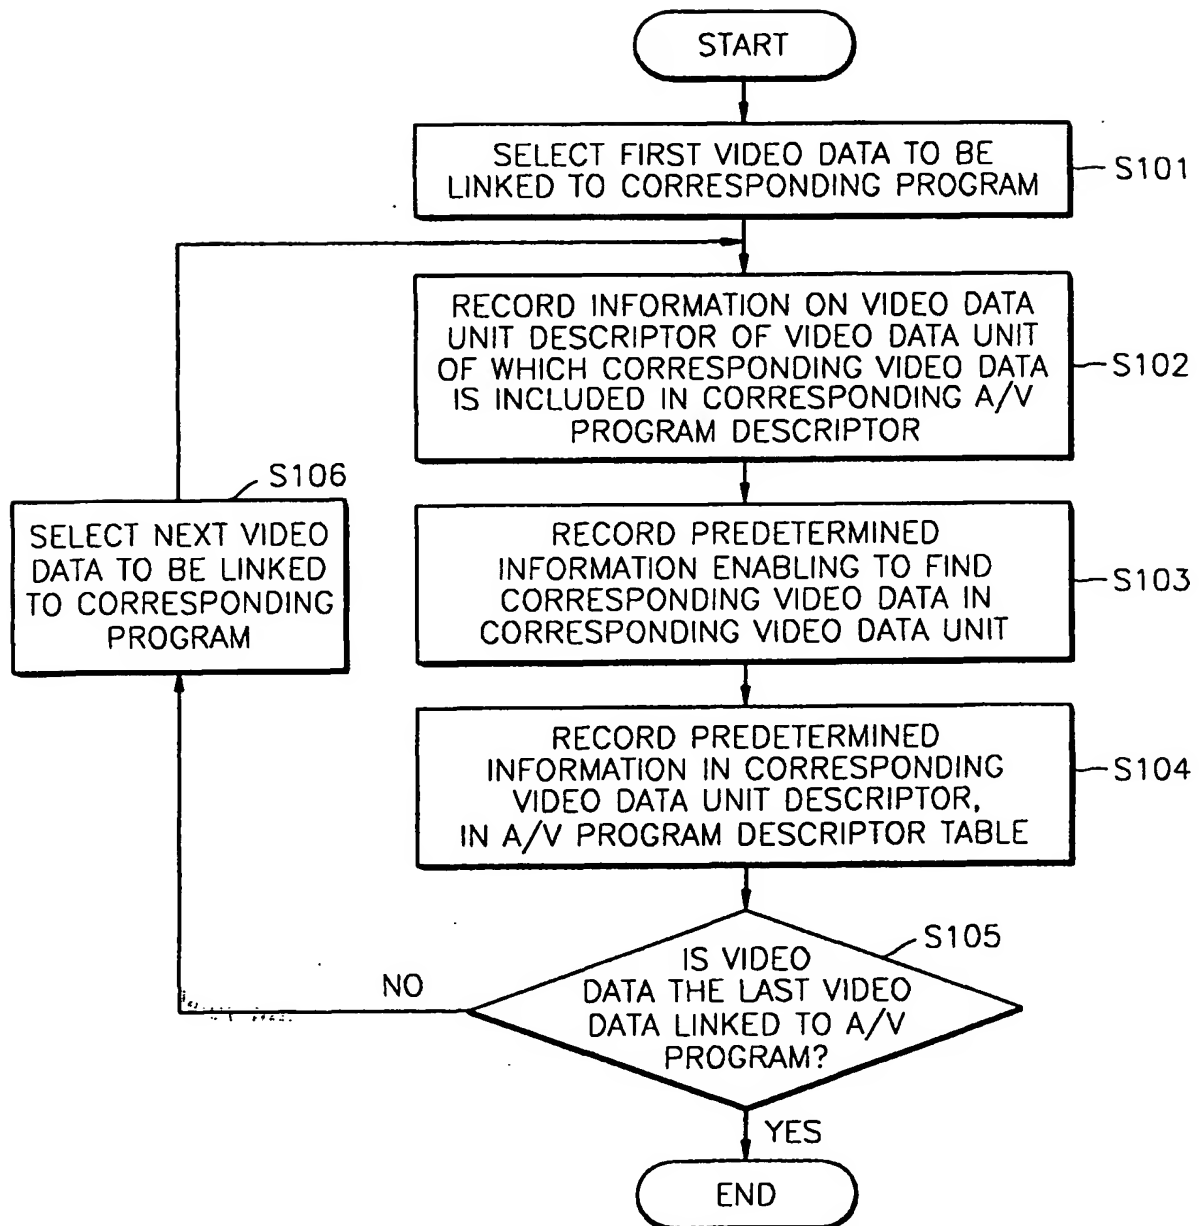 START
SELECT FIRST VIDEO DATA TO BE
LINKED TO CORRESPONDING PROGRAM
S101
RECORD INFORMATION ON VIDEO DATA
UNIT DESCRIPTOR OF VIDEO DATA UNIT
OF WHICH CORRESPONDING VIDEO DATA
IS INCLUDED IN CORRESPONDING A/V
PROGRAM DESCRIPTOR
S102
RECORD PREDETERMINED
INFORMATION ENABLING TO FIND
CORRESPONDING VIDEO DATA IN
CORRESPONDING VIDEO DATA UNIT
S103
RECORD PREDETERMINED
INFORMATION IN CORRESPONDING
VIDEO DATA UNIT DESCRIPTOR,
IN A/V PROGRAM DESCRIPTOR TABLE
S104
IS VIDEO
DATA THE LAST VIDEO
DATA LINKED TO A/V
PROGRAM?
S105
NO
S106
SELECT NEXT VIDEO
DATA TO BE LINKED
TO CORRESPONDING
PROGRAM
YES
END